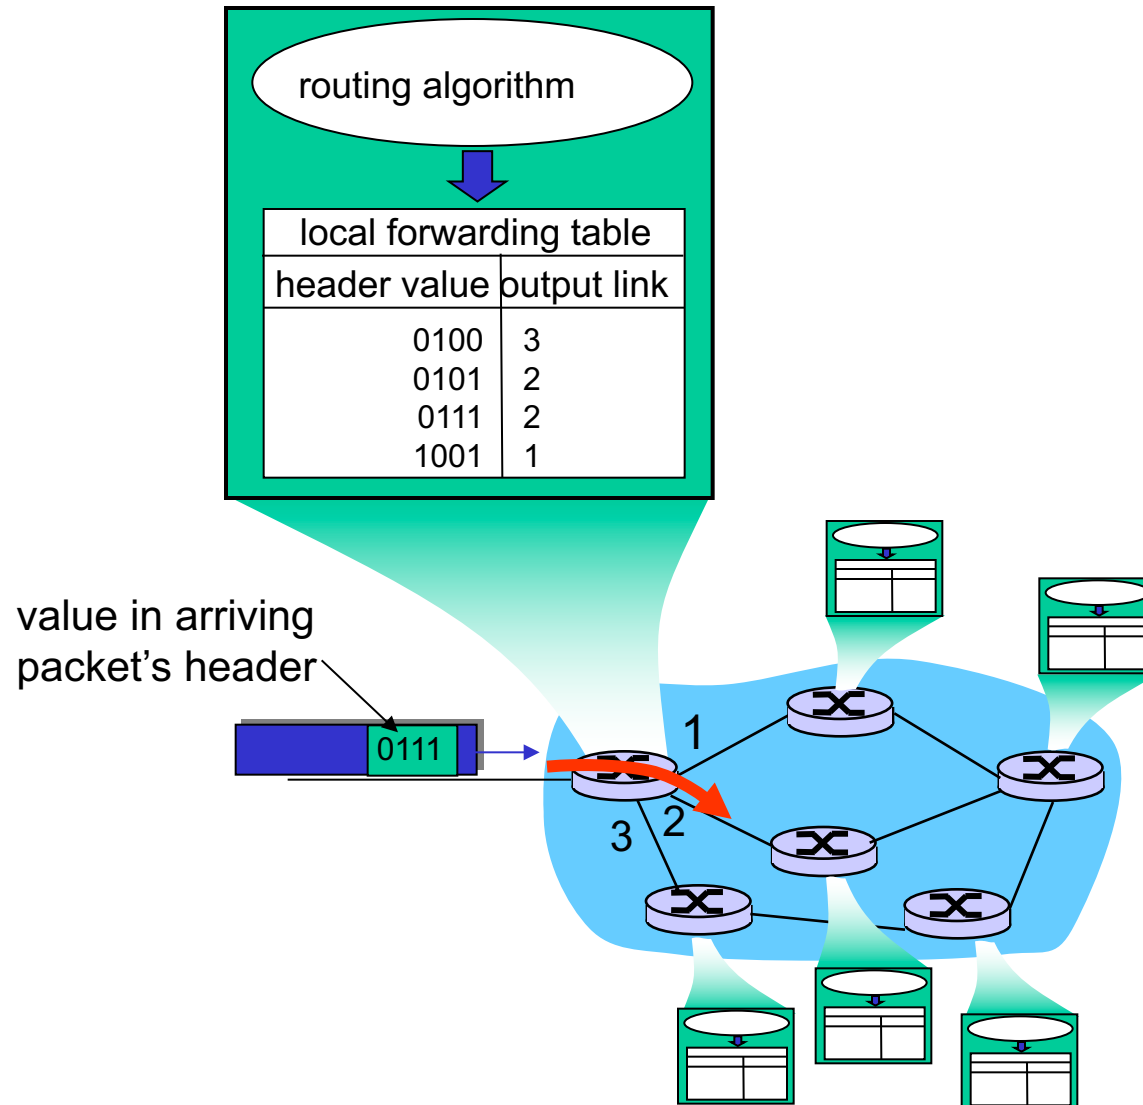 routing algorithm
local forwarding table
header value output link
0100 3
0101 2
0111 2
1001 1
value in arriving
packet’s header
0111
1
2
3